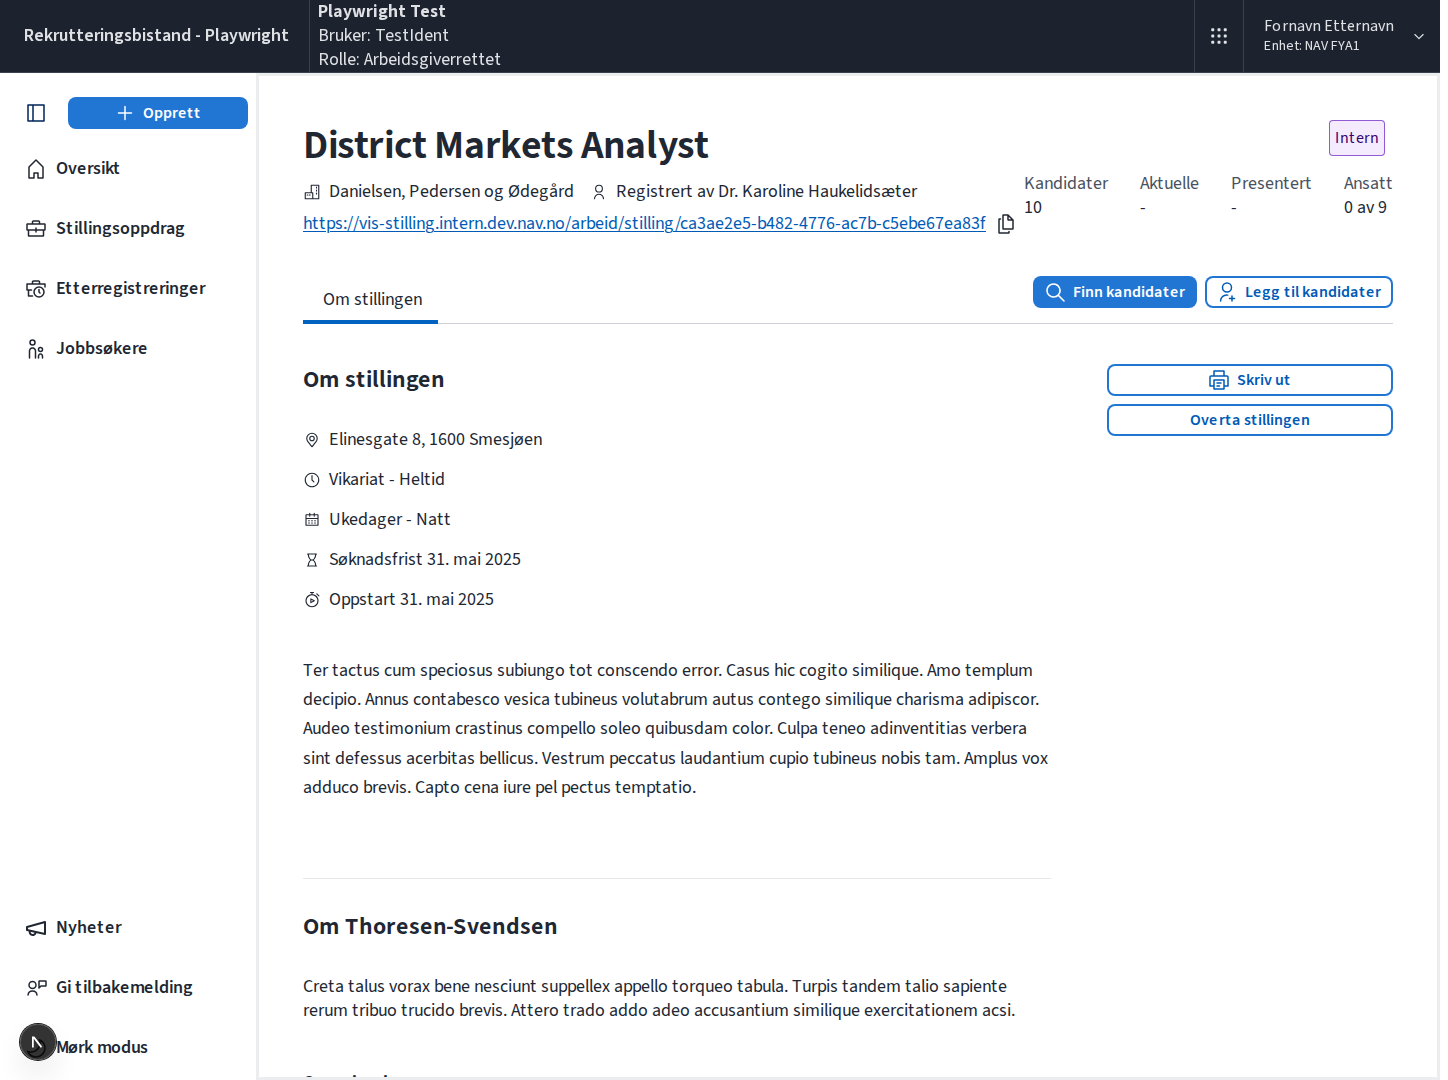 Rekrutteringsbistand - Playwright
Playwright Test
Bruker: TestIdent
Rolle: Arbeidsgiverrettet
Fornavn Etternavn
Enhet: NAV FYA1
Opprett
Oversikt
Stillingsoppdrag
Etterregistreringer
Jobbsøkere
Nyheter
Gi tilbakemelding
Mørk modus
District Markets Analyst
Intern
Danielsen, Pedersen og Ødegård Registrert av Dr. Karoline Haukelidsæter
https://vis-stilling.intern.dev.nav.no/arbeid/stilling/ca3ae2e5-b482-4776-ac7b-c5ebe67ea83f
Kandidater Aktuelle Presentert Ansatt
10 - - 0 av 9
Om stillingen
Finn kandidater
Legg til kandidater
Om stillingen
Skriv ut
Overta stillingen
Elinesgate 8, 1600 Smesjøen
Vikariat - Heltid
Ukedager - Natt
Søknadsfrist 31. mai 2025
Oppstart 31. mai 2025
Ter tactus cum speciosus subiungo tot conscendo error. Casus hic cogito similique. Amo templum
decipio. Annus contabesco vesica tubineus volutabrum autus contego similique charisma adipiscor.
Audeo testimonium crastinus compello soleo quibusdam color. Culpa teneo adinventitias verbera
sint defessus acerbitas bellicus. Vestrum peccatus laudantium cupio tubineus nobis tam. Amplus vox
adduco brevis. Capto cena iure pel pectus temptatio.
Om Thoresen-Svendsen
Creta talus vorax bene nesciunt suppellex appello torqueo tabula. Turpis tandem talio sapiente
rerum tribuo trucido brevis. Attero trado addo adeo accusantium similique exercitationem acsi.